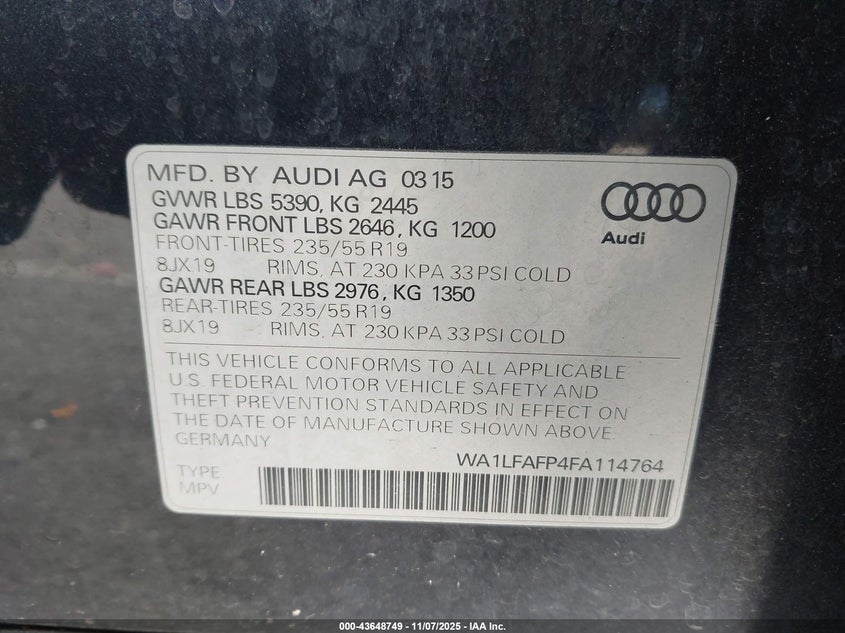 MFD. BY AUDI AG 03 15
GVWR LBS 5390, KG 2445
GAWR FRONT LBS 2646, KG 1200
FRONT-TIRES 235/55 R19
8JX19 RIMS, AT 230 KPA 33 PSI COLD
GAWR REAR LBS 2976, KG 1350
REAR-TIRES 235/55 R19
8JX19 RIMS, AT 230 KPA 33 PSI COLD
Audi
THIS VEHICLE CONFORMS TO ALL APPLICABLE
U.S. FEDERAL MOTOR VEHICLE SAFETY AND
THEFT PREVENTION STANDARDS IN EFFECT ON
THE DATE OF MANUFACTURE SHOWN ABOVE.
GERMANY
WA1LFAFP4FA114764
TYPE
MPV
000-43648749 — 11/07/2025 — IAA Inc.